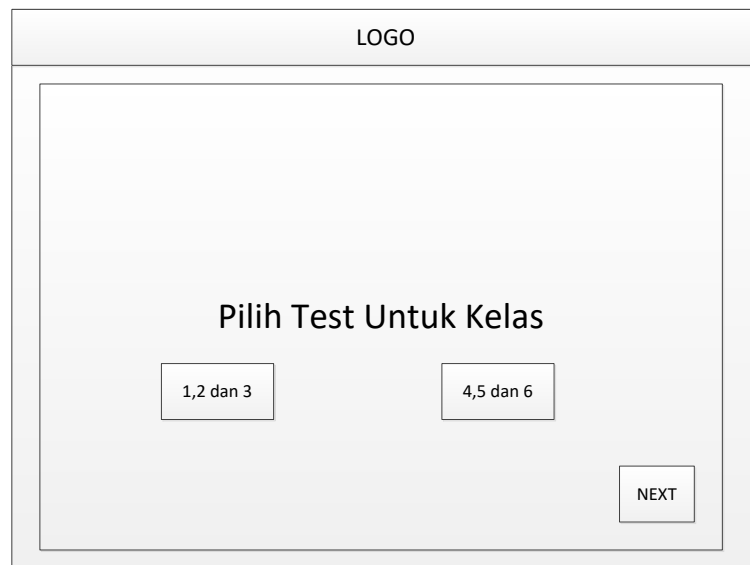 LOGO
Pilih Test Untuk Kelas
1,2 dan 3
4,5 dan 6
NEXT